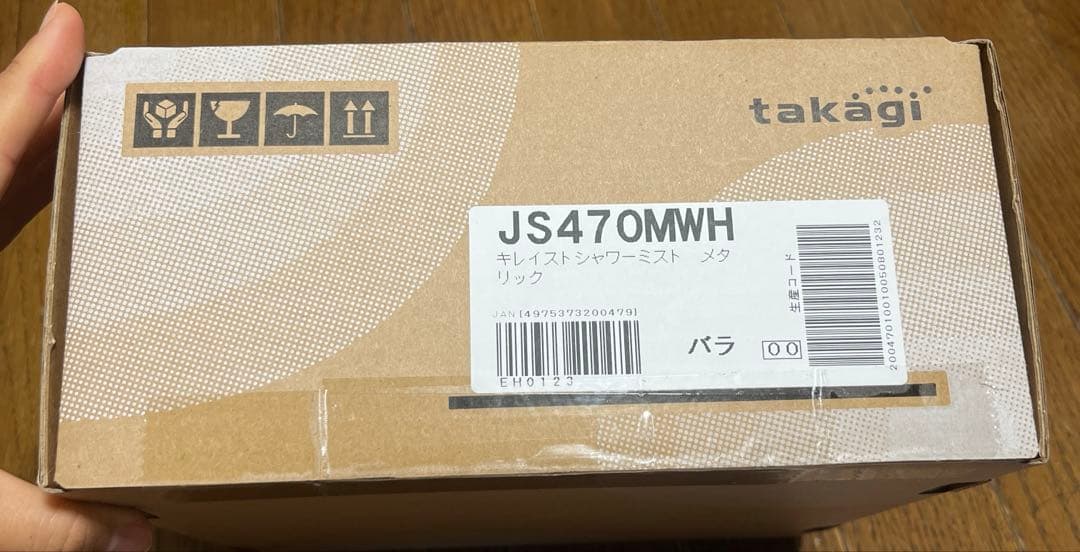 takagi
JS470MWH
キレイストシャワーミスト メタ
リック
JAN [4975373200479]
EH0123
バラ
00
生産コード
20047010010050801232